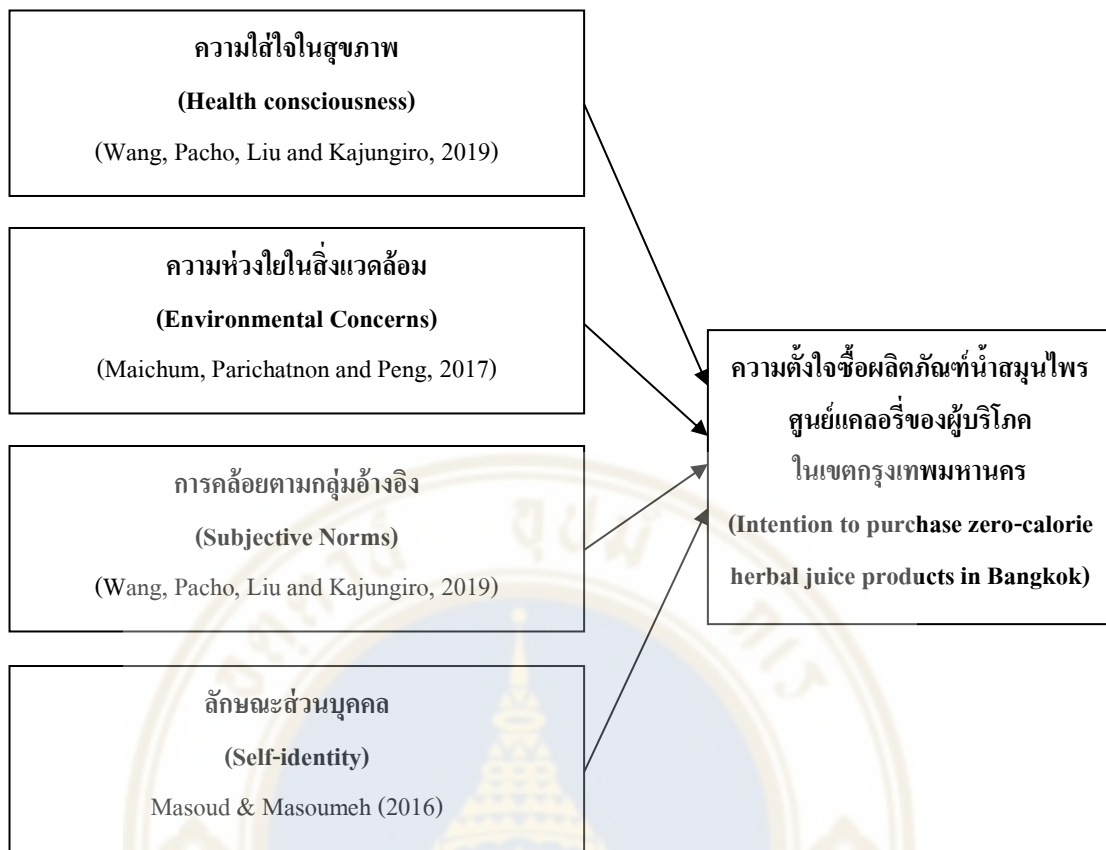 ความใส่ใจในสุขภาพ
(Health consciousness)
(Wang, Pacho, Liu and Kajungiro, 2019)
ความห่วงใยในสิ่งแวดล้อม
(Environmental Concerns)
(Maichum, Parichatnon and Peng, 2017)
การคล้อยตามกลุ่มอ้างอิง
(Subjective Norms)
(Wang, Pacho, Liu and Kajungiro, 2019)
ลักษณะส่วนบุคคล
(Self-identity)
Masoud & Masoumeh (2016)
ความตั้งใจซื้อผลิตภัณฑ์น้ำสมุนไพร
ศูนย์แคลอรี่ของผู้บริโภค
ในเขตกรุงเทพมหานคร
(Intention to purchase zero-calorie
herbal juice products in Bangkok)